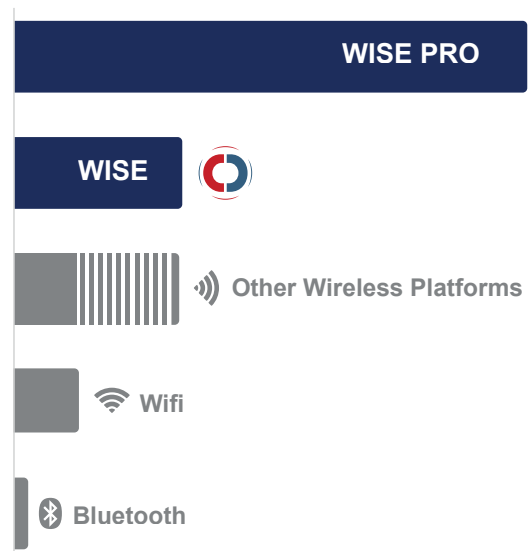 WISE PRO
WISE
Other Wireless Platforms
Wifi
Bluetooth